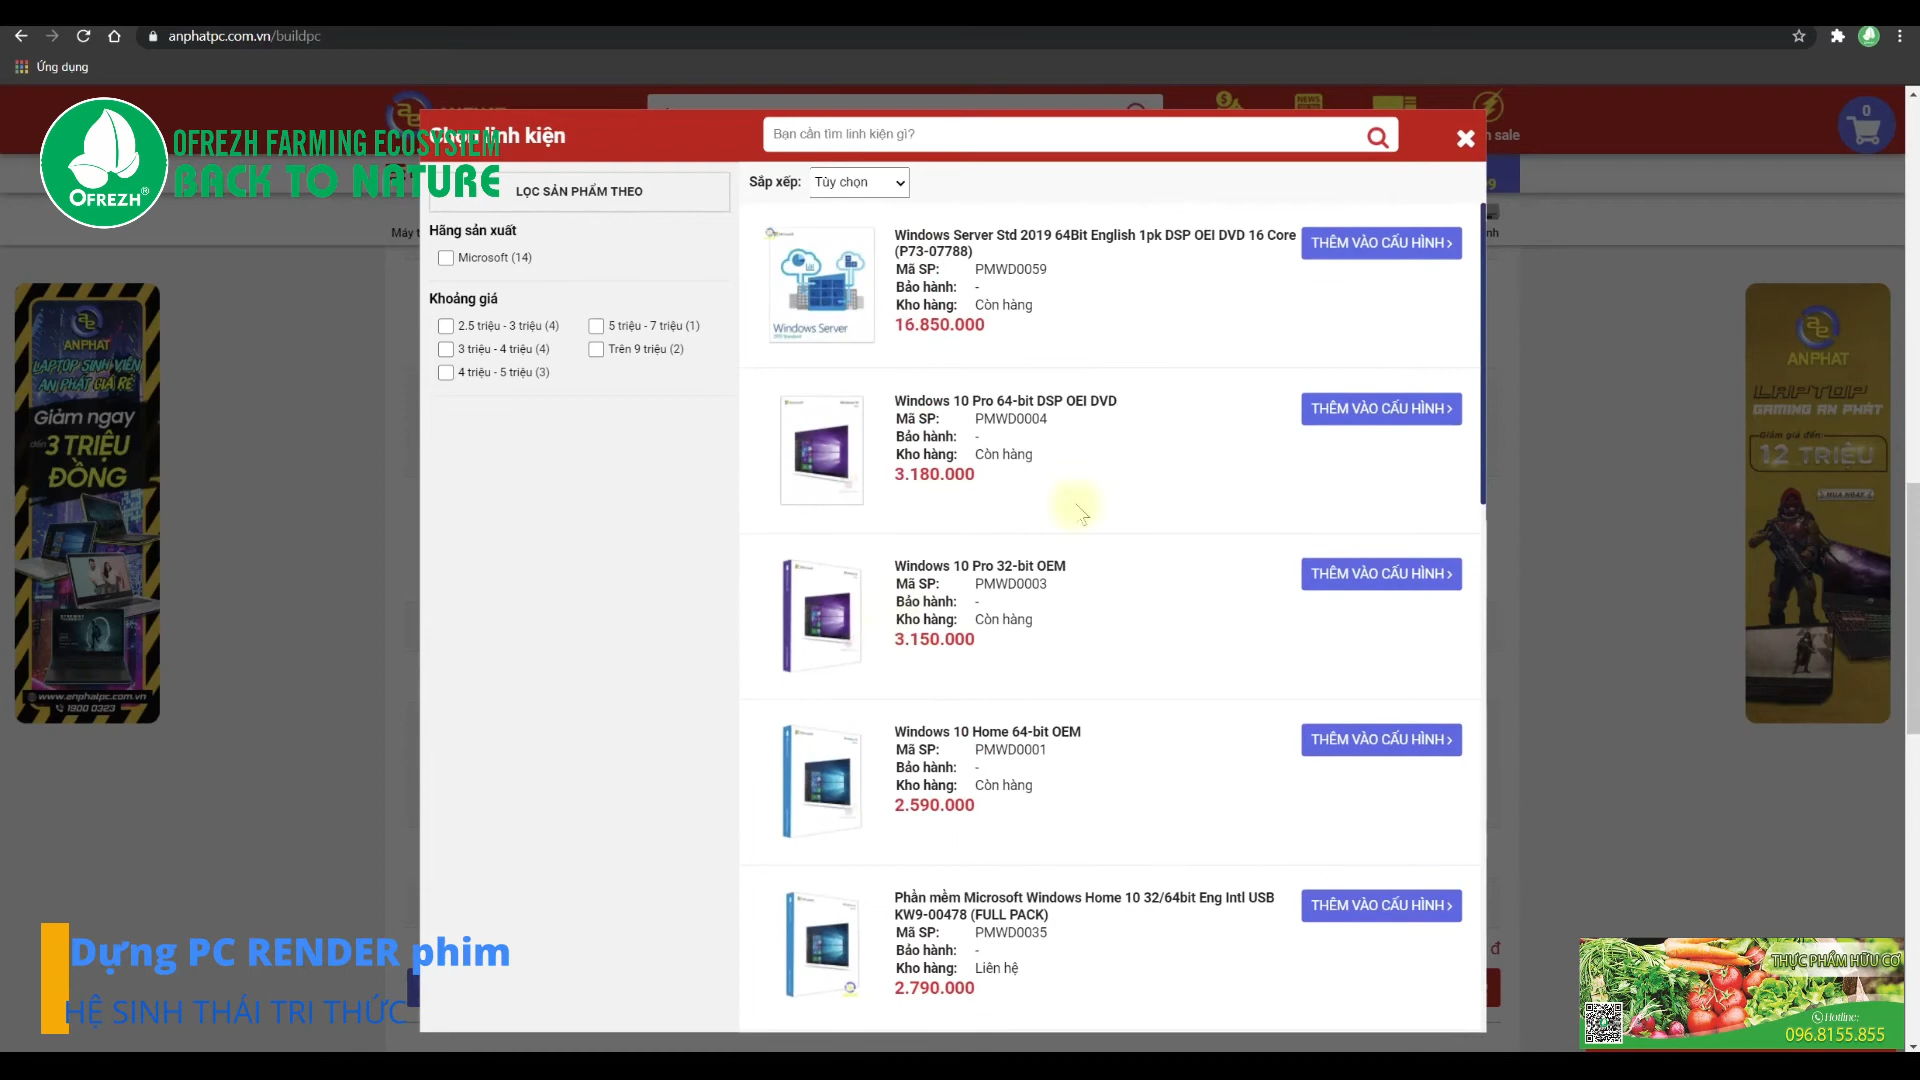 anphatpc.com.vn/buildpc
Ứng dụng
OFREZH FARMING ECOSYSTEM
BACK TO NATURE
OFREZH®
Chọn linh kiện
Bạn cần tìm linh kiện gì?
NEWS
sale
0
LỌC SẢN PHẨM THEO
Sắp xếp:
Tùy chọn
Máy t
nh
Hãng sản xuất
Microsoft (14)
Khoảng giá
2.5 triệu - 3 triệu (4)
5 triệu - 7 triệu (1)
3 triệu - 4 triệu (4)
Trên 9 triệu (2)
4 triệu - 5 triệu (3)
Windows Server Std 2019 64Bit English 1pk DSP OEI DVD 16 Core
(P73-07788)
Mã SP: PMWD0059
Bảo hành: -
Kho hàng: Còn hàng
16.850.000
THÊM VÀO CẤU HÌNH ›
Windows Server
Windows 10 Pro 64-bit DSP OEI DVD
Mã SP: PMWD0004
Bảo hành: -
Kho hàng: Còn hàng
3.180.000
THÊM VÀO CẤU HÌNH ›
Windows 10 Pro 32-bit OEM
Mã SP: PMWD0003
Bảo hành: -
Kho hàng: Còn hàng
3.150.000
THÊM VÀO CẤU HÌNH ›
Windows 10 Home 64-bit OEM
Mã SP: PMWD0001
Bảo hành: -
Kho hàng: Còn hàng
2.590.000
THÊM VÀO CẤU HÌNH ›
Phần mềm Microsoft Windows Home 10 32/64bit Eng Intl USB
KW9-00478 (FULL PACK)
Mã SP: PMWD0035
Bảo hành: -
Kho hàng: Liên hệ
2.790.000
THÊM VÀO CẤU HÌNH ›
ANPHAT
LAPTOP SINH VIÊN
AN PHÁT GIÁ RẺ
Giảm ngay
đến 3 TRIỆU
ĐỒNG
www.anphatpc.com.vn
1900 0323
ANPHAT
LAPTOP
GAMING AN PHÁT
Giảm giá đến:
12 TRIỆU
MUA NGAY
Dựng PC RENDER phim
HỆ SINH THÁI TRI THỨC
đ
THỰC PHẨM HỮU CƠ
Hotline:
096.8155.855